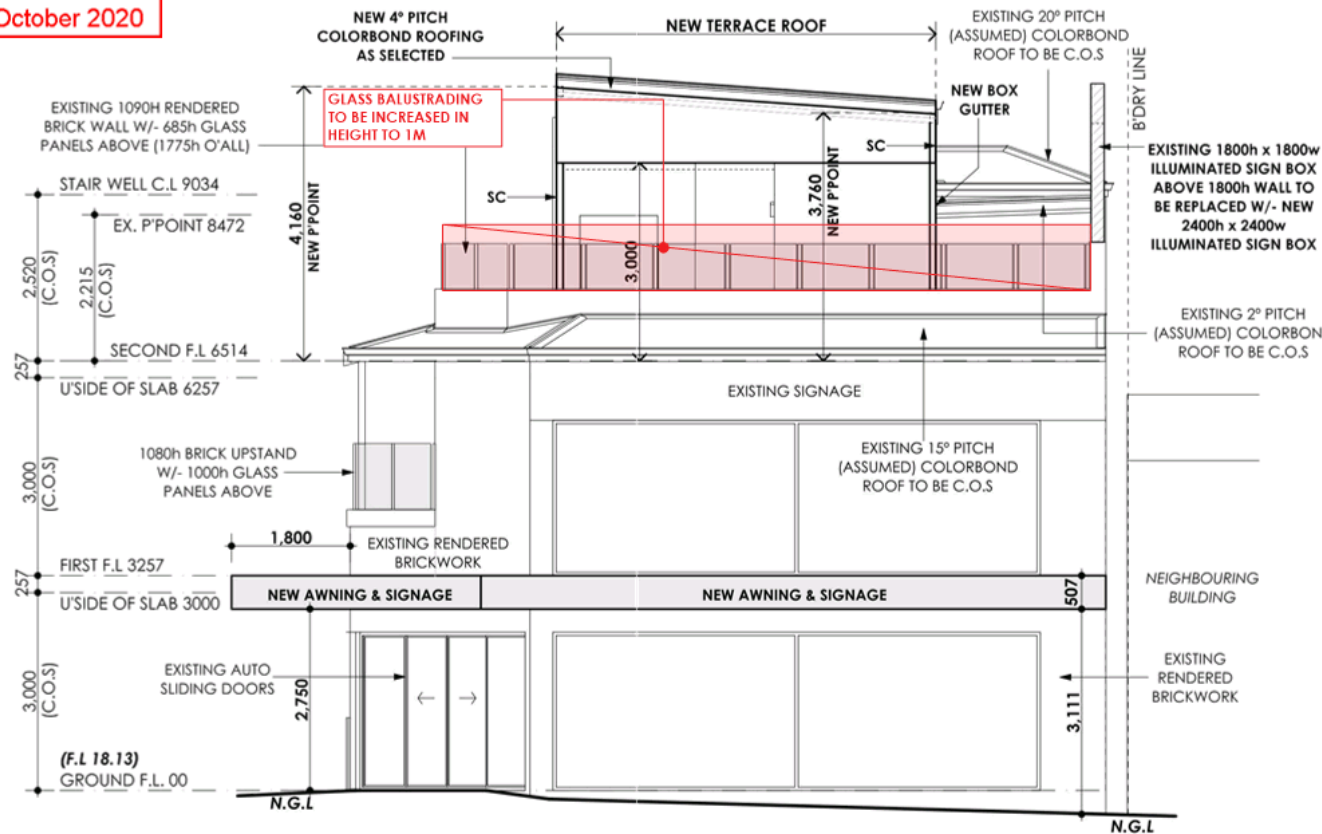 October 2020
NEW 4° PITCH
COLORBOND ROOFING
AS SELECTED
NEW TERRACE ROOF
EXISTING 20° PITCH
(ASSUMED) COLORBOND
ROOF TO BE C.O.S
B'DRY LINE
EXISTING 1090H RENDERED
BRICK WALL W/- 685h GLASS
PANELS ABOVE (1775h O'ALL)
GLASS BALUSTRADING
TO BE INCREASED IN
HEIGHT TO 1M
NEW BOX
GUTTER
SC
EXISTING 1800h x 1800w
ILLUMINATED SIGN BOX
ABOVE 1800h WALL TO
BE REPLACED W/- NEW
2400h x 2400w
ILLUMINATED SIGN BOX
STAIR WELL C.L 9034
SC
EX. P'POINT 8472
4,160
NEW P'POINT
3,760
NEW P'POINT
3,000
2,520
(C.O.S)
2,215
(C.O.S)
EXISTING 2° PITCH
(ASSUMED) COLORBON
ROOF TO BE C.O.S
SECOND F.L 6514
257
U'SIDE OF SLAB 6257
EXISTING SIGNAGE
1080h BRICK UPSTAND
W/- 1000h GLASS
PANELS ABOVE
EXISTING 15° PITCH
(ASSUMED) COLORBOND
ROOF TO BE C.O.S
3,000
(C.O.S)
1,800
EXISTING RENDERED
BRICKWORK
FIRST F.L 3257
257
U'SIDE OF SLAB 3000
NEW AWNING & SIGNAGE
NEW AWNING & SIGNAGE
507
NEIGHBOURING
BUILDING
EXISTING AUTO
SLIDING DOORS
2,750
3,000
(C.O.S)
3,111
EXISTING
RENDERED
BRICKWORK
(F.L 18.13)
GROUND F.L. 00
N.G.L
N.G.L